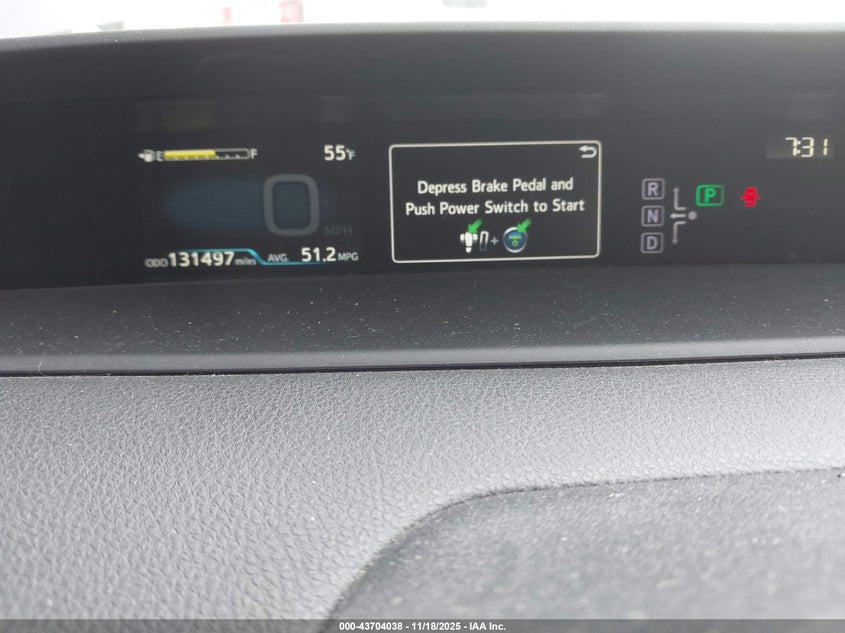 E F 55°F
7:31
Depress Brake Pedal and
Push Power Switch to Start
R
P
N
D
0
MPH
ODO 131497 miles AVG. 51.2 MPG
000-43704038 - 11/18/2025 - IAA Inc.